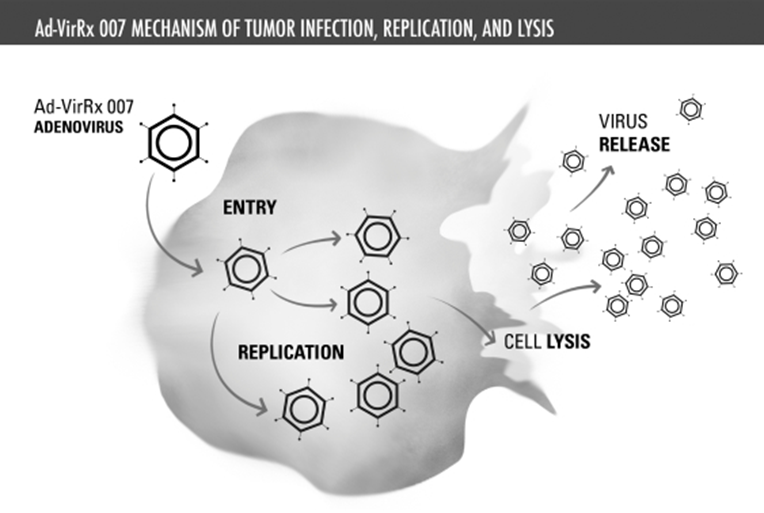 Ad-VirRx 007 MECHANISM OF TUMOR INFECTION, REPLICATION, AND LYSIS
Ad-VirRx 007
ADENOVIRUS
ENTRY
REPLICATION
VIRUS
RELEASE
CELL LYSIS